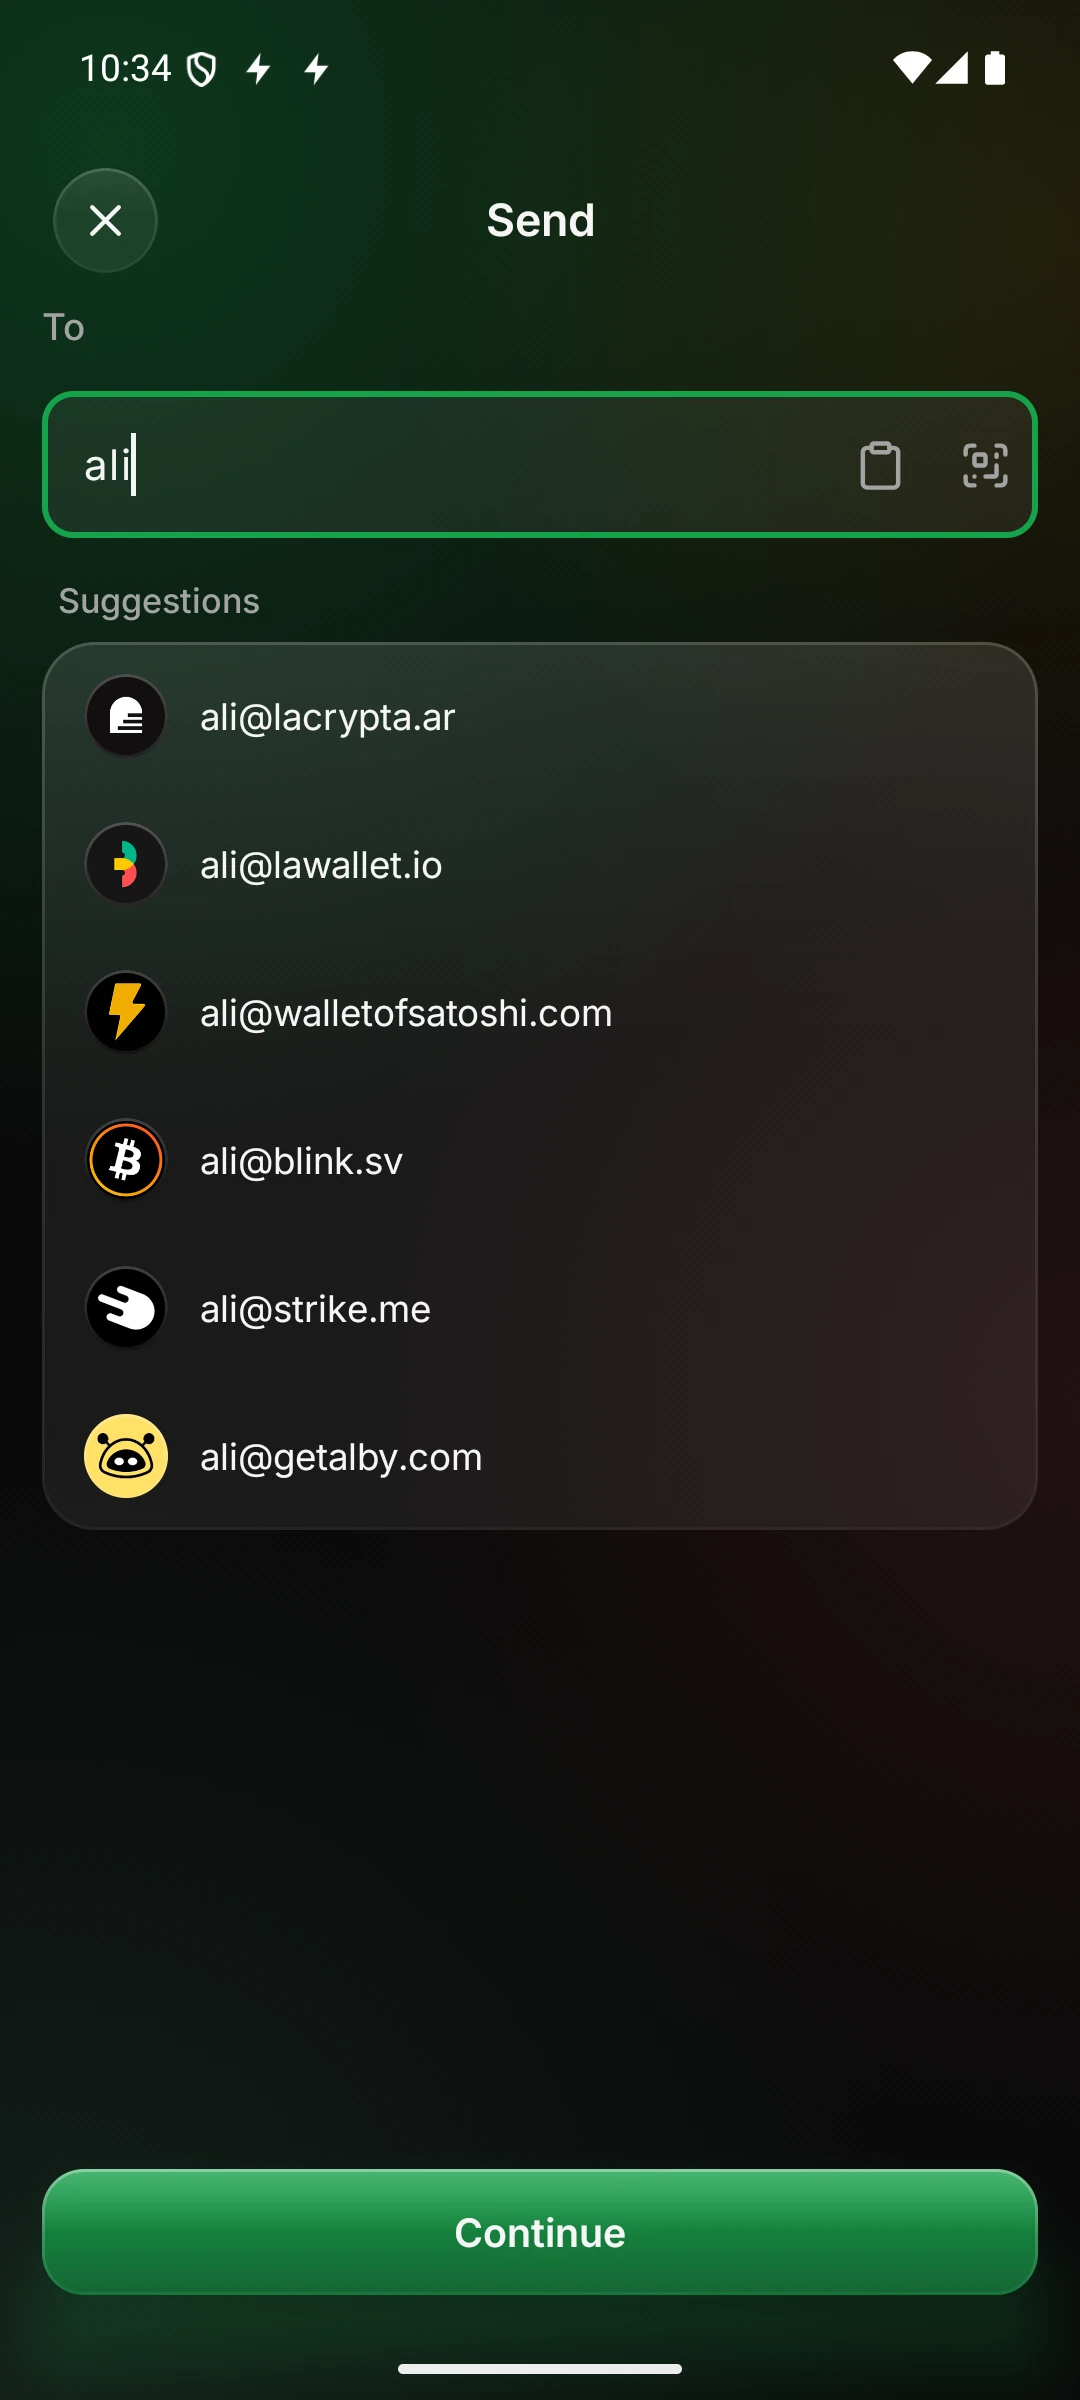 10:34
Send
To
ali
Suggestions
ali@lacrypta.ar
ali@lawallet.io
ali@walletofsatoshi.com
ali@blink.sv
ali@strike.me
ali@getalby.com
Continue